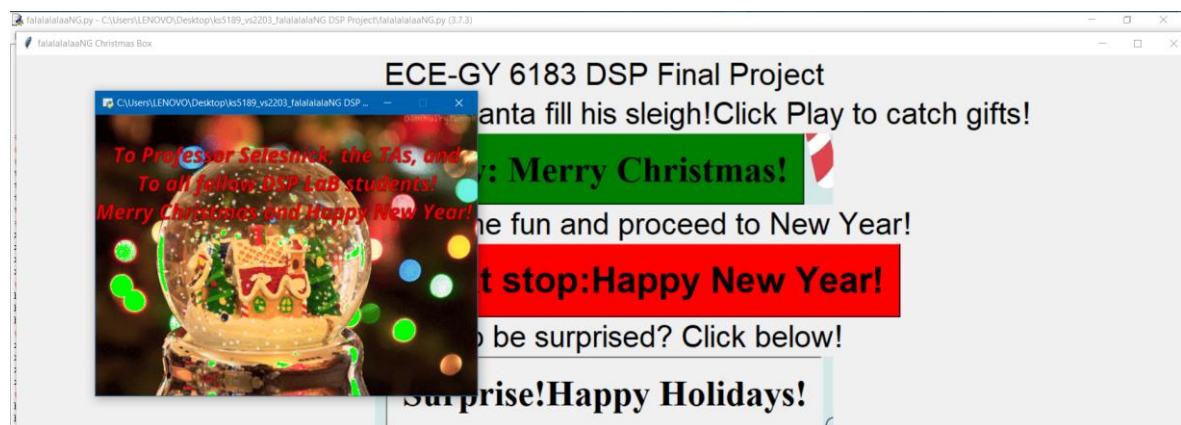 falalalalaaNG.py - C:\Users\LENOVO\Desktop\ks5189_vs2203_falalalalaNG DSP Project\falalalalaaNG.py (3.7.3)
falalalalaaNG Christmas Box
ECE-GY 6183 DSP Final Project
C:\Users\LENOVO\Desktop\ks5189_vs2203_falalalalaNG DSP ...
anta fill his sleigh!Click Play to catch gifts!
To Professor Selesnick, the TAs, and
To all fellow DSP LaB students!
Merry Christmas and Happy New Year!
: Merry Christmas!
e fun and proceed to New Year!
t stop:Happy New Year!
be surprised? Click below!
Surprise!Happy Holidays!